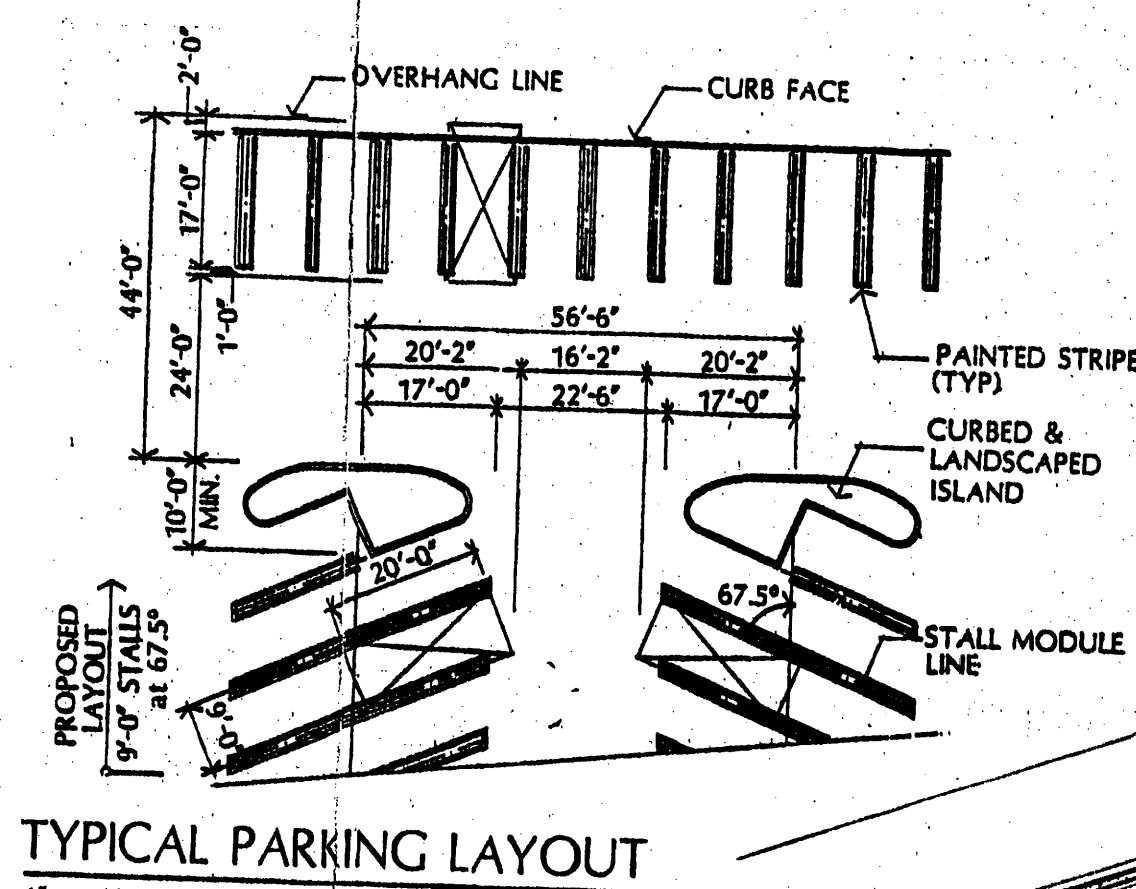 2'-0"
OVERHANG LINE
CURB FACE
17'-0"
44'-0"
1'-0"
24'-0"
56'-6"
20'-2" 16'-2" 20'-2"
17'-0" 22'-6" 17'-0"
PAINTED STRIPE
(TYP)
CURBED &
LANDSCAPED
ISLAND
10'-0"
MIN.
20'-0"
67.5°
STALL MODULE
LINE
PROPOSED
LAYOUT
9'-0" STALLS
at 67.5°
9'-0"
TYPICAL PARKING LAYOUT